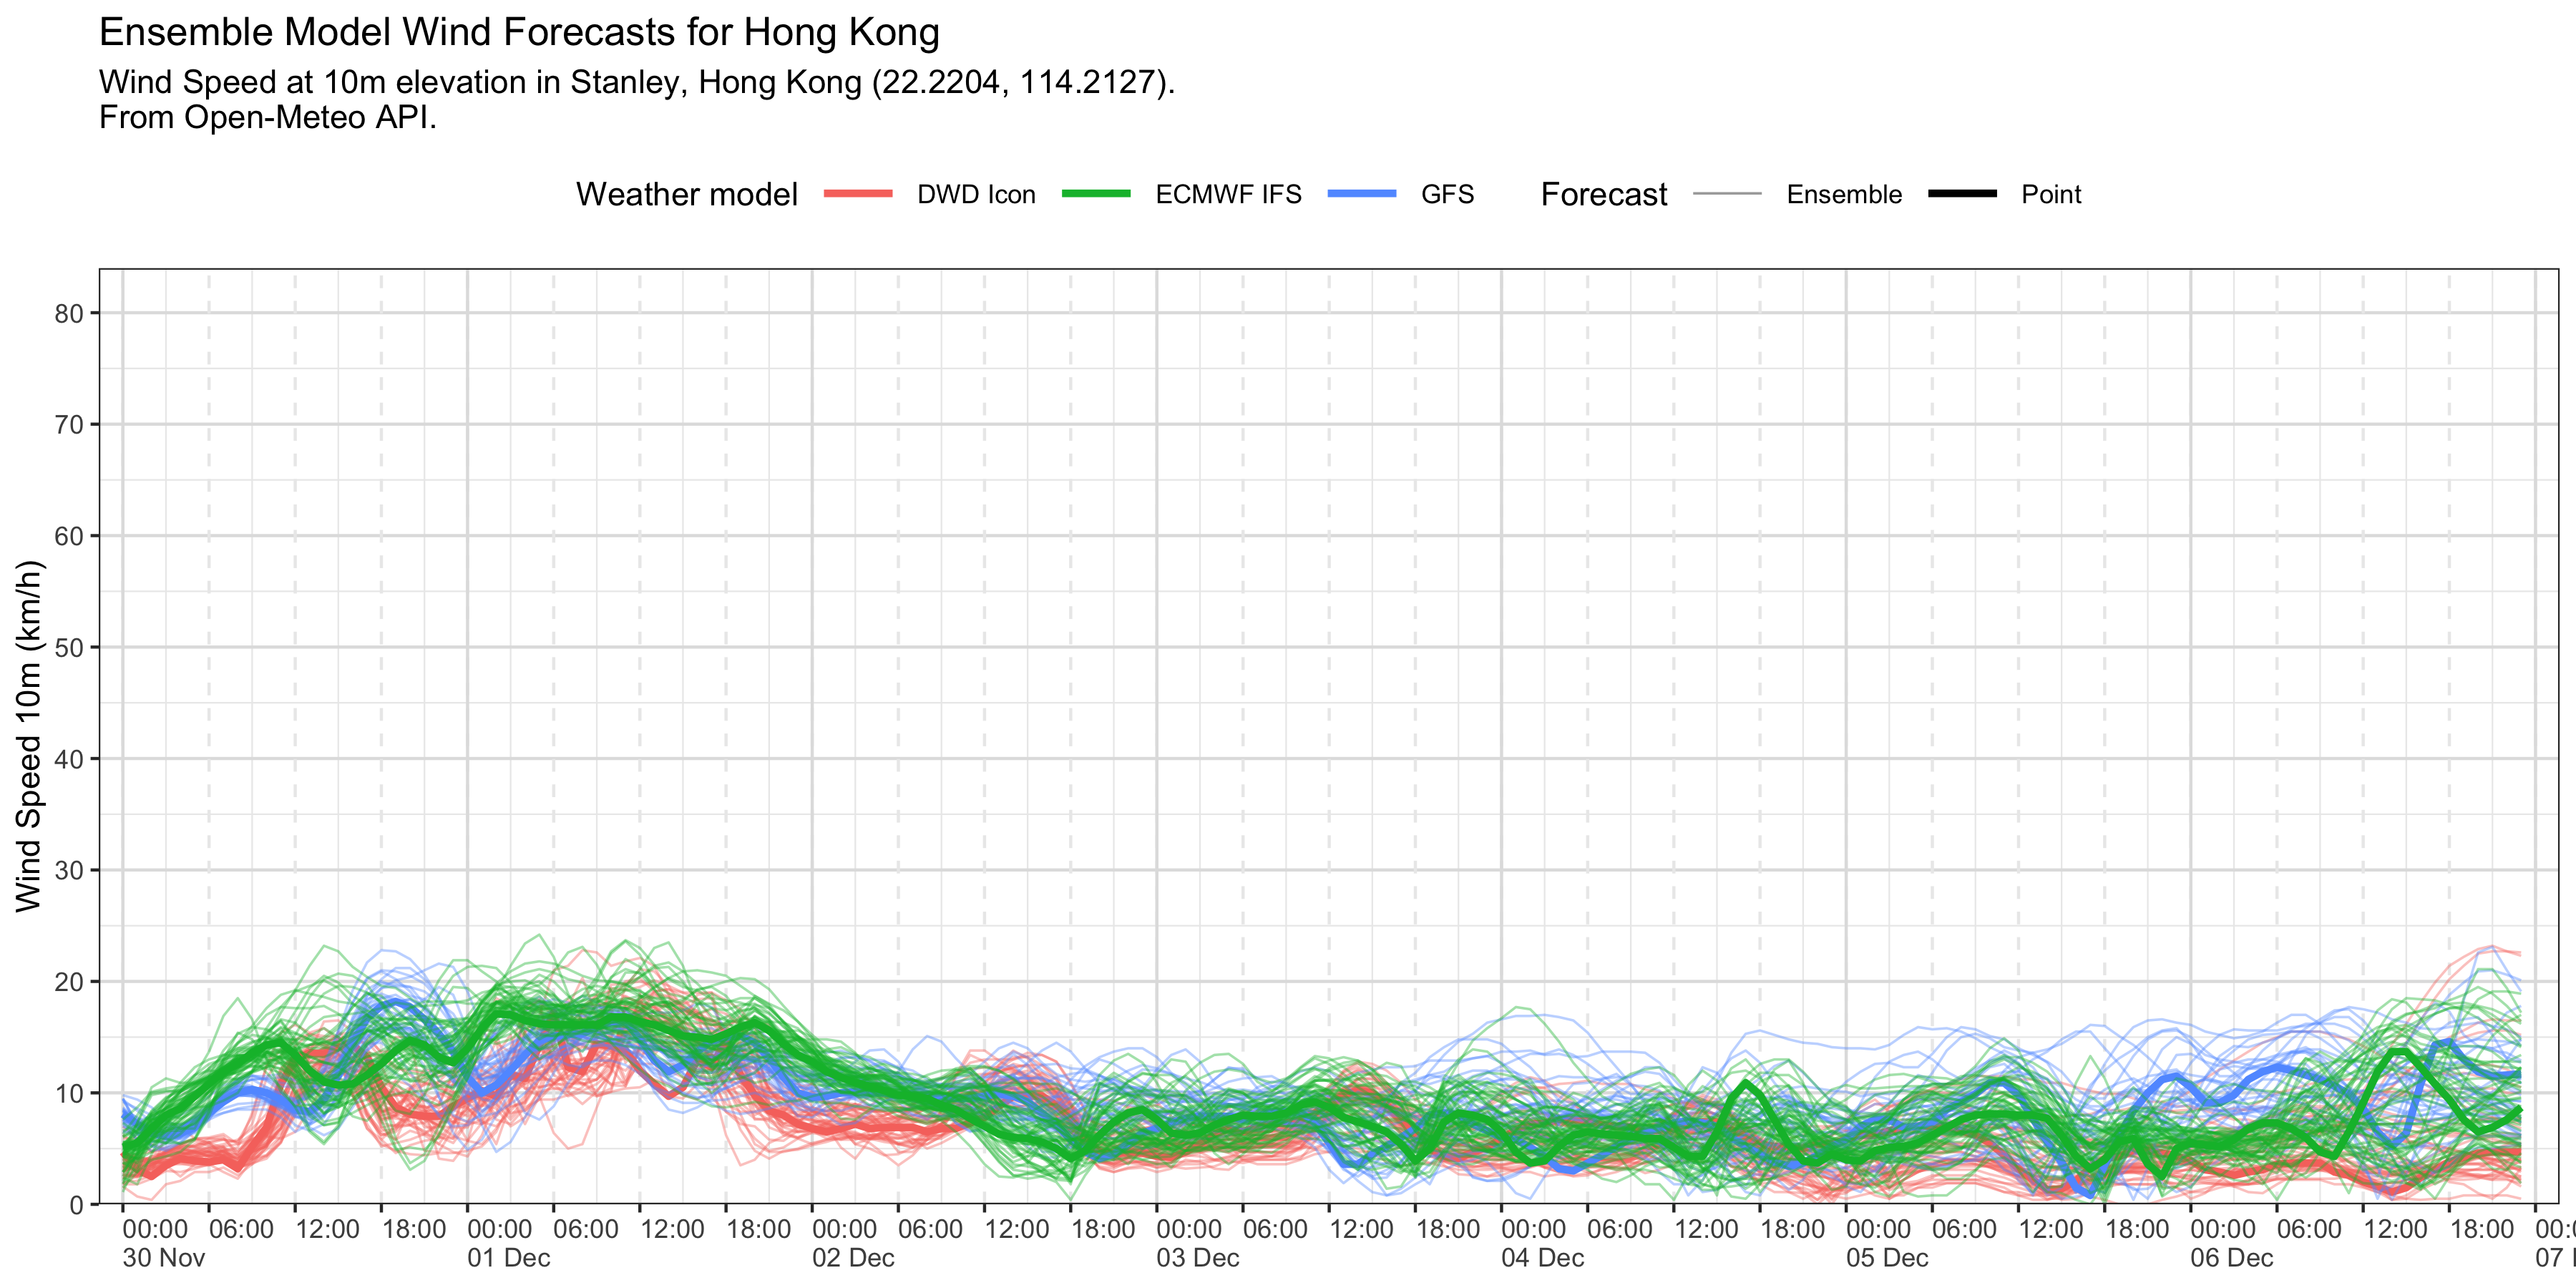 Ensemble Model Wind Forecasts for Hong Kong
Wind Speed at 10m elevation in Stanley, Hong Kong (22.2204, 114.2127).
From Open-Meteo API.
Weather model DWD Icon ECMWF IFS GFS Forecast Ensemble Point
Wind Speed 10m (km/h)
80
70
60
50
40
30
20
10
0
00:00 06:00 12:00 18:00 00:00 06:00 12:00 18:00 00:00 06:00 12:00 18:00 00:00 06:00 12:00 18:00 00:00 06:00 12:00 18:00 00:00 06:00 12:00 18:00 00:00 06:00 12:00 18:00
30 Nov 01 Dec 02 Dec 03 Dec 04 Dec 05 Dec 06 Dec 07